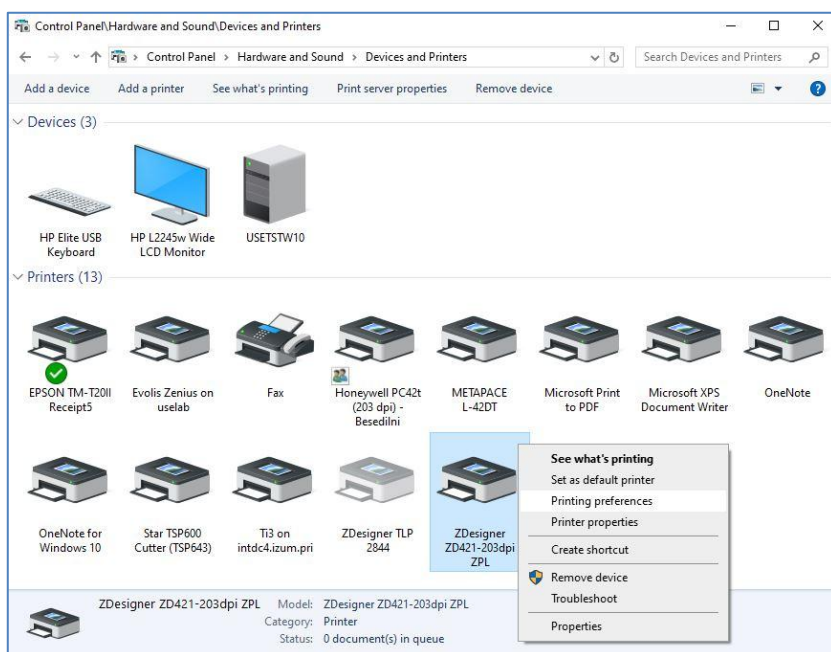 Control Panel\Hardware and Sound\Devices and Printers
Control Panel > Hardware and Sound > Devices and Printers
Search Devices and Printers
Add a device Add a printer See what's printing Print server properties Remove device
Devices (3)
HP Elite USB
Keyboard
HP L2245w Wide
LCD Monitor
USETSTW10
Printers (13)
EPSON TM-T20II
Receipt5
Evolis Zenius on
uselab
Fax
Honeywell PC42t
(203 dpi) -
Besedilni
METAPACE
L-42DT
Microsoft Print
to PDF
Microsoft XPS
Document Writer
OneNote
OneNote for
Windows 10
Star TSP600
Cutter (TSP643)
Ti3 on
intdc4.izum.pri
ZDesigner TLP
2844
ZDesigner
ZD421-203dpi
ZPL
See what's printing
Set as default printer
Printing preferences
Printer properties
Create shortcut
Remove device
Troubleshoot
Properties
ZDesigner ZD421-203dpi ZPL Model: ZDesigner ZD421-203dpi ZPL
Category: Printer
Status: 0 document(s) in queue